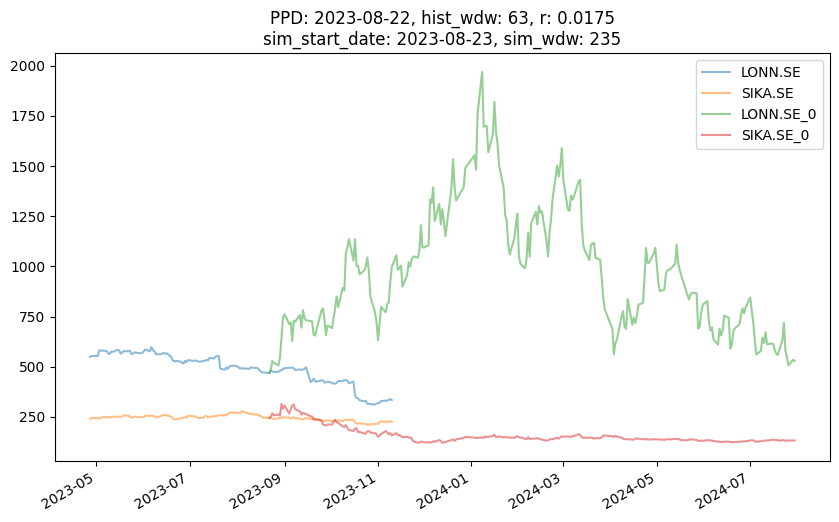 PPD: 2023-08-22, hist_wdw: 63, r: 0.0175
sim_start_date: 2023-08-23, sim_wdw: 235
LONN.SE
SIKA.SE
LONN.SE_0
SIKA.SE_0
2000
1750
1500
1250
1000
750
500
250
2023-05
2023-07
2023-09
2023-11
2024-01
2024-03
2024-05
2024-07